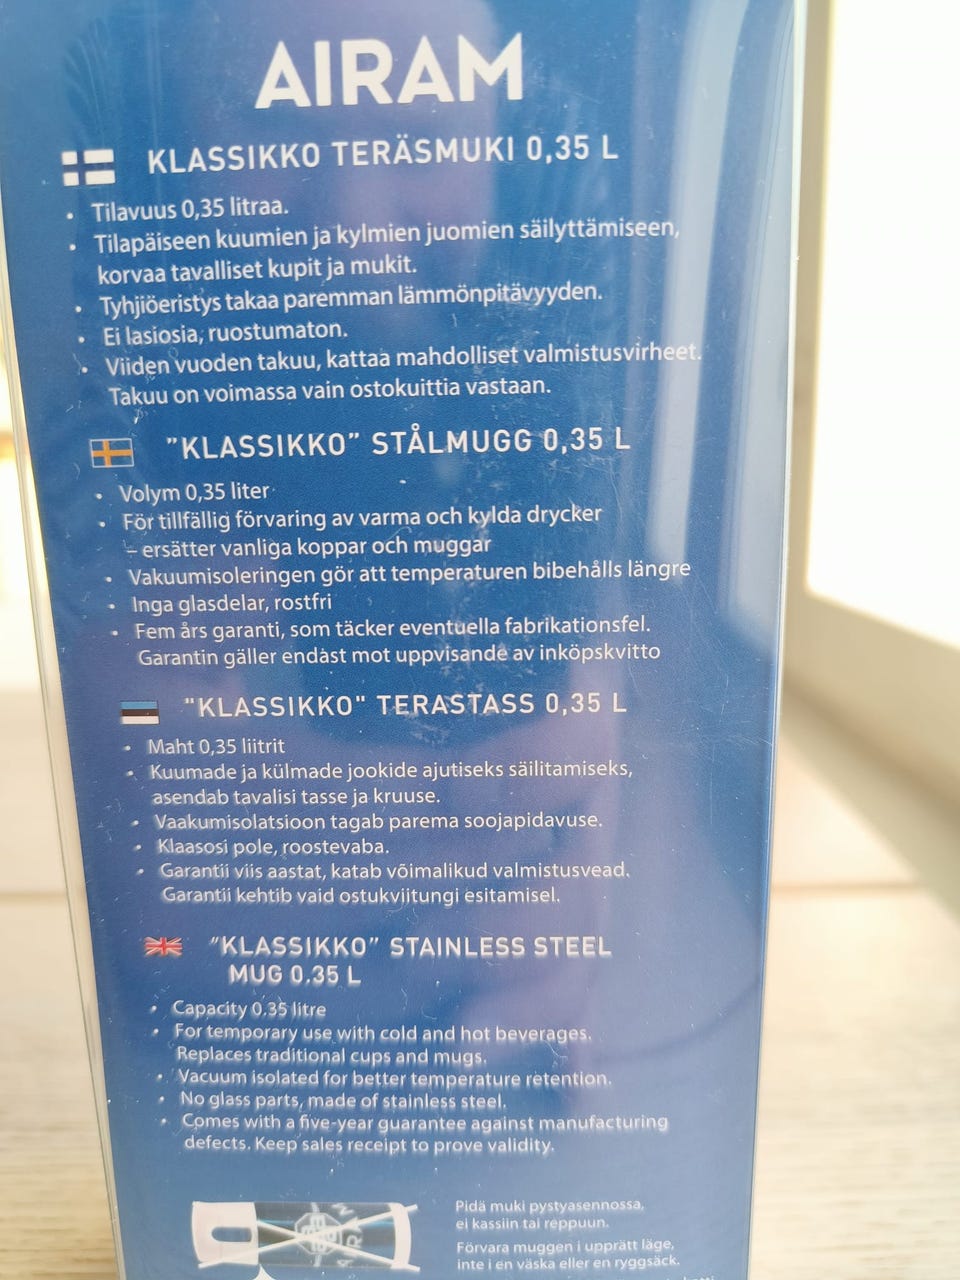 AIRAM
KLASSIKKO TERÄSMUKI 0,35 L
• Tilavuus 0,35 litraa.
• Tilapäiseen kuumien ja kylmien juomien säilyttämiseen,
korvaa tavalliset kupit ja mukit.
• Tyhjiöeristys takaa paremman lämmönpitävyyden.
• Ei lasiosia, ruostumaton.
• Viiden vuoden takuu, kattaa mahdolliset valmistusvirheet.
Takuu on voimassa vain ostokuittia vastaan.
"KLASSIKKO" STÅLMUGG 0,35 L
• Volym 0,35 liter
• För tillfällig förvaring av varma och kylda drycker
– ersätter vanliga koppar och muggar
• Vakuumisoleringen gör att temperaturen bibehålls längre
• Inga glasdelar, rostfri
• Fem års garanti, som täcker eventuella fabrikationsfel.
Garantin gäller endast mot uppvisande av inköpskvitto
"KLASSIKKO" TERASTASS 0,35 L
• Maht 0,35 liitrit
• Kuumade ja külmade jookide ajutiseks säilitamiseks,
asendab tavalisi tasse ja kruuse.
• Vaakumisolatsioon tagab parema soojapidavuse.
• Klaasosi pole, roostevaba.
• Garantii viis aastat, katab võimalikud valmistusvead.
Garantii kehtib vaid ostukviitungi esitamisel.
"KLASSIKKO" STAINLESS STEEL
MUG 0,35 L
• Capacity 0.35 litre
• For temporary use with cold and hot beverages.
Replaces traditional cups and mugs.
• Vacuum isolated for better temperature retention.
• No glass parts, made of stainless steel.
• Comes with a five-year guarantee against manufacturing
defects. Keep sales receipt to prove validity.
Pidä muki pystyasennossa,
ei kassiin tai reppuun.
Förvara muggen i upprätt läge,
inte i en väska eller en ryggsäck.